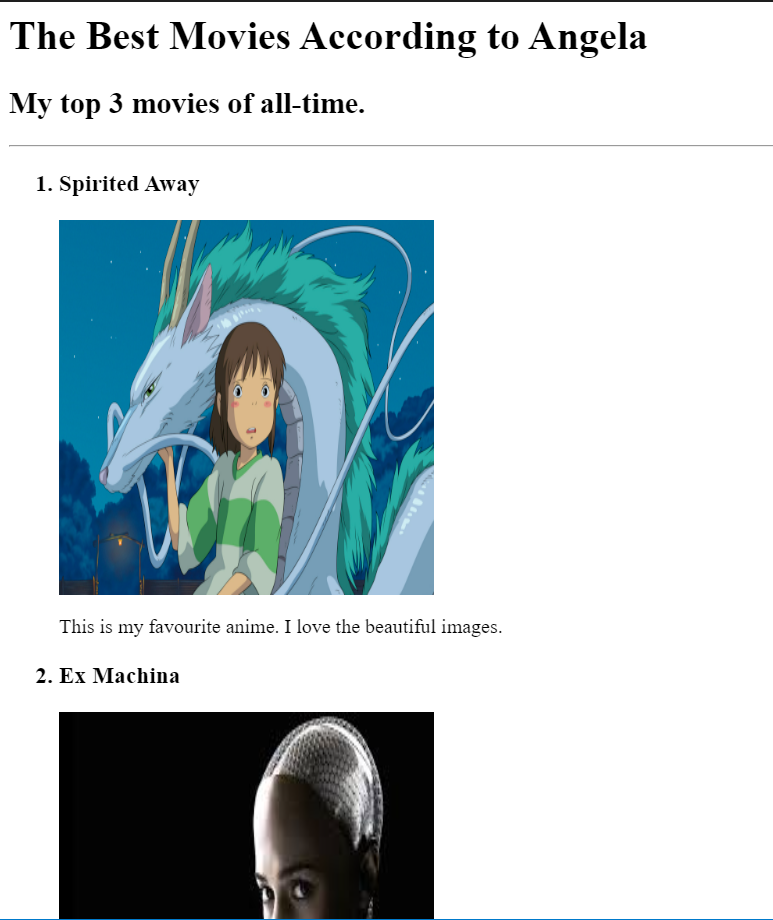 The Best Movies According to Angela
My top 3 movies of all-time.
1. Spirited Away
This is my favourite anime. I love the beautiful images.
2. Ex Machina